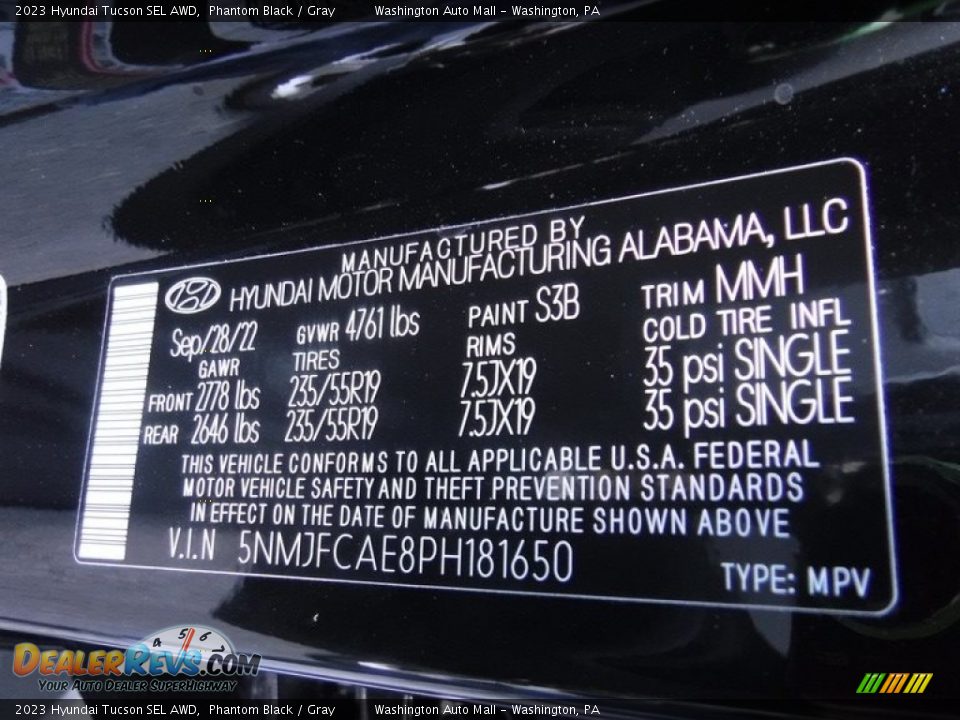 2023 Hyundai Tucson SEL AWD, Phantom Black / Gray Washington Auto Mall - Washington, PA
MANUFACTURED BY
HYUNDAI MOTOR MANUFACTURING ALABAMA, LLC
Sep/28/22 GVWR 4761 lbs PAINT S3B TRIM MMH
GAWR TIRES RIMS COLD TIRE INFL
FRONT 2778 lbs 235/55R19 7.5JX19 35 psi SINGLE
REAR 2646 lbs 235/55R19 7.5JX19 35 psi SINGLE
THIS VEHICLE CONFORMS TO ALL APPLICABLE U.S.A. FEDERAL
MOTOR VEHICLE SAFETY AND THEFT PREVENTION STANDARDS
IN EFFECT ON THE DATE OF MANUFACTURE SHOWN ABOVE
V.I.N 5NMJFCAE8PH181650
TYPE: MPV
4 5 6
DEALERREVS.COM
YOUR AUTO DEALER SUPERHIGHWAY
2023 Hyundai Tucson SEL AWD, Phantom Black / Gray Washington Auto Mall - Washington, PA